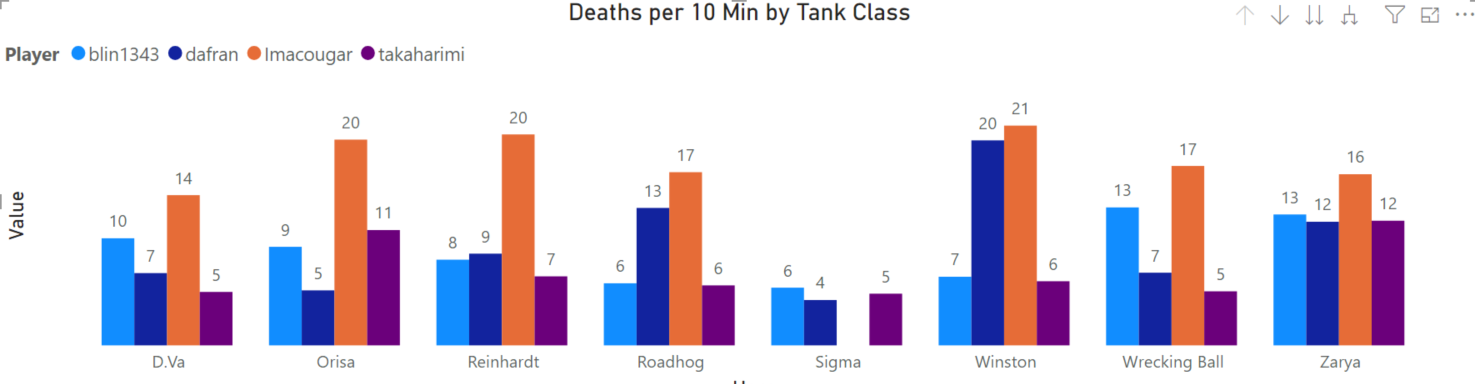 Deaths per 10 Min by Tank Class
Player blin1343 dafran Imacougar takaharimi
Value
10 7 14 5
9 5 20 11
8 9 20 7
6 13 17 6
6 4 5
7 20 21 6
13 7 17 5
13 12 16 12
D.Va Orisa Reinhardt Roadhog Sigma Winston Wrecking Ball Zarya